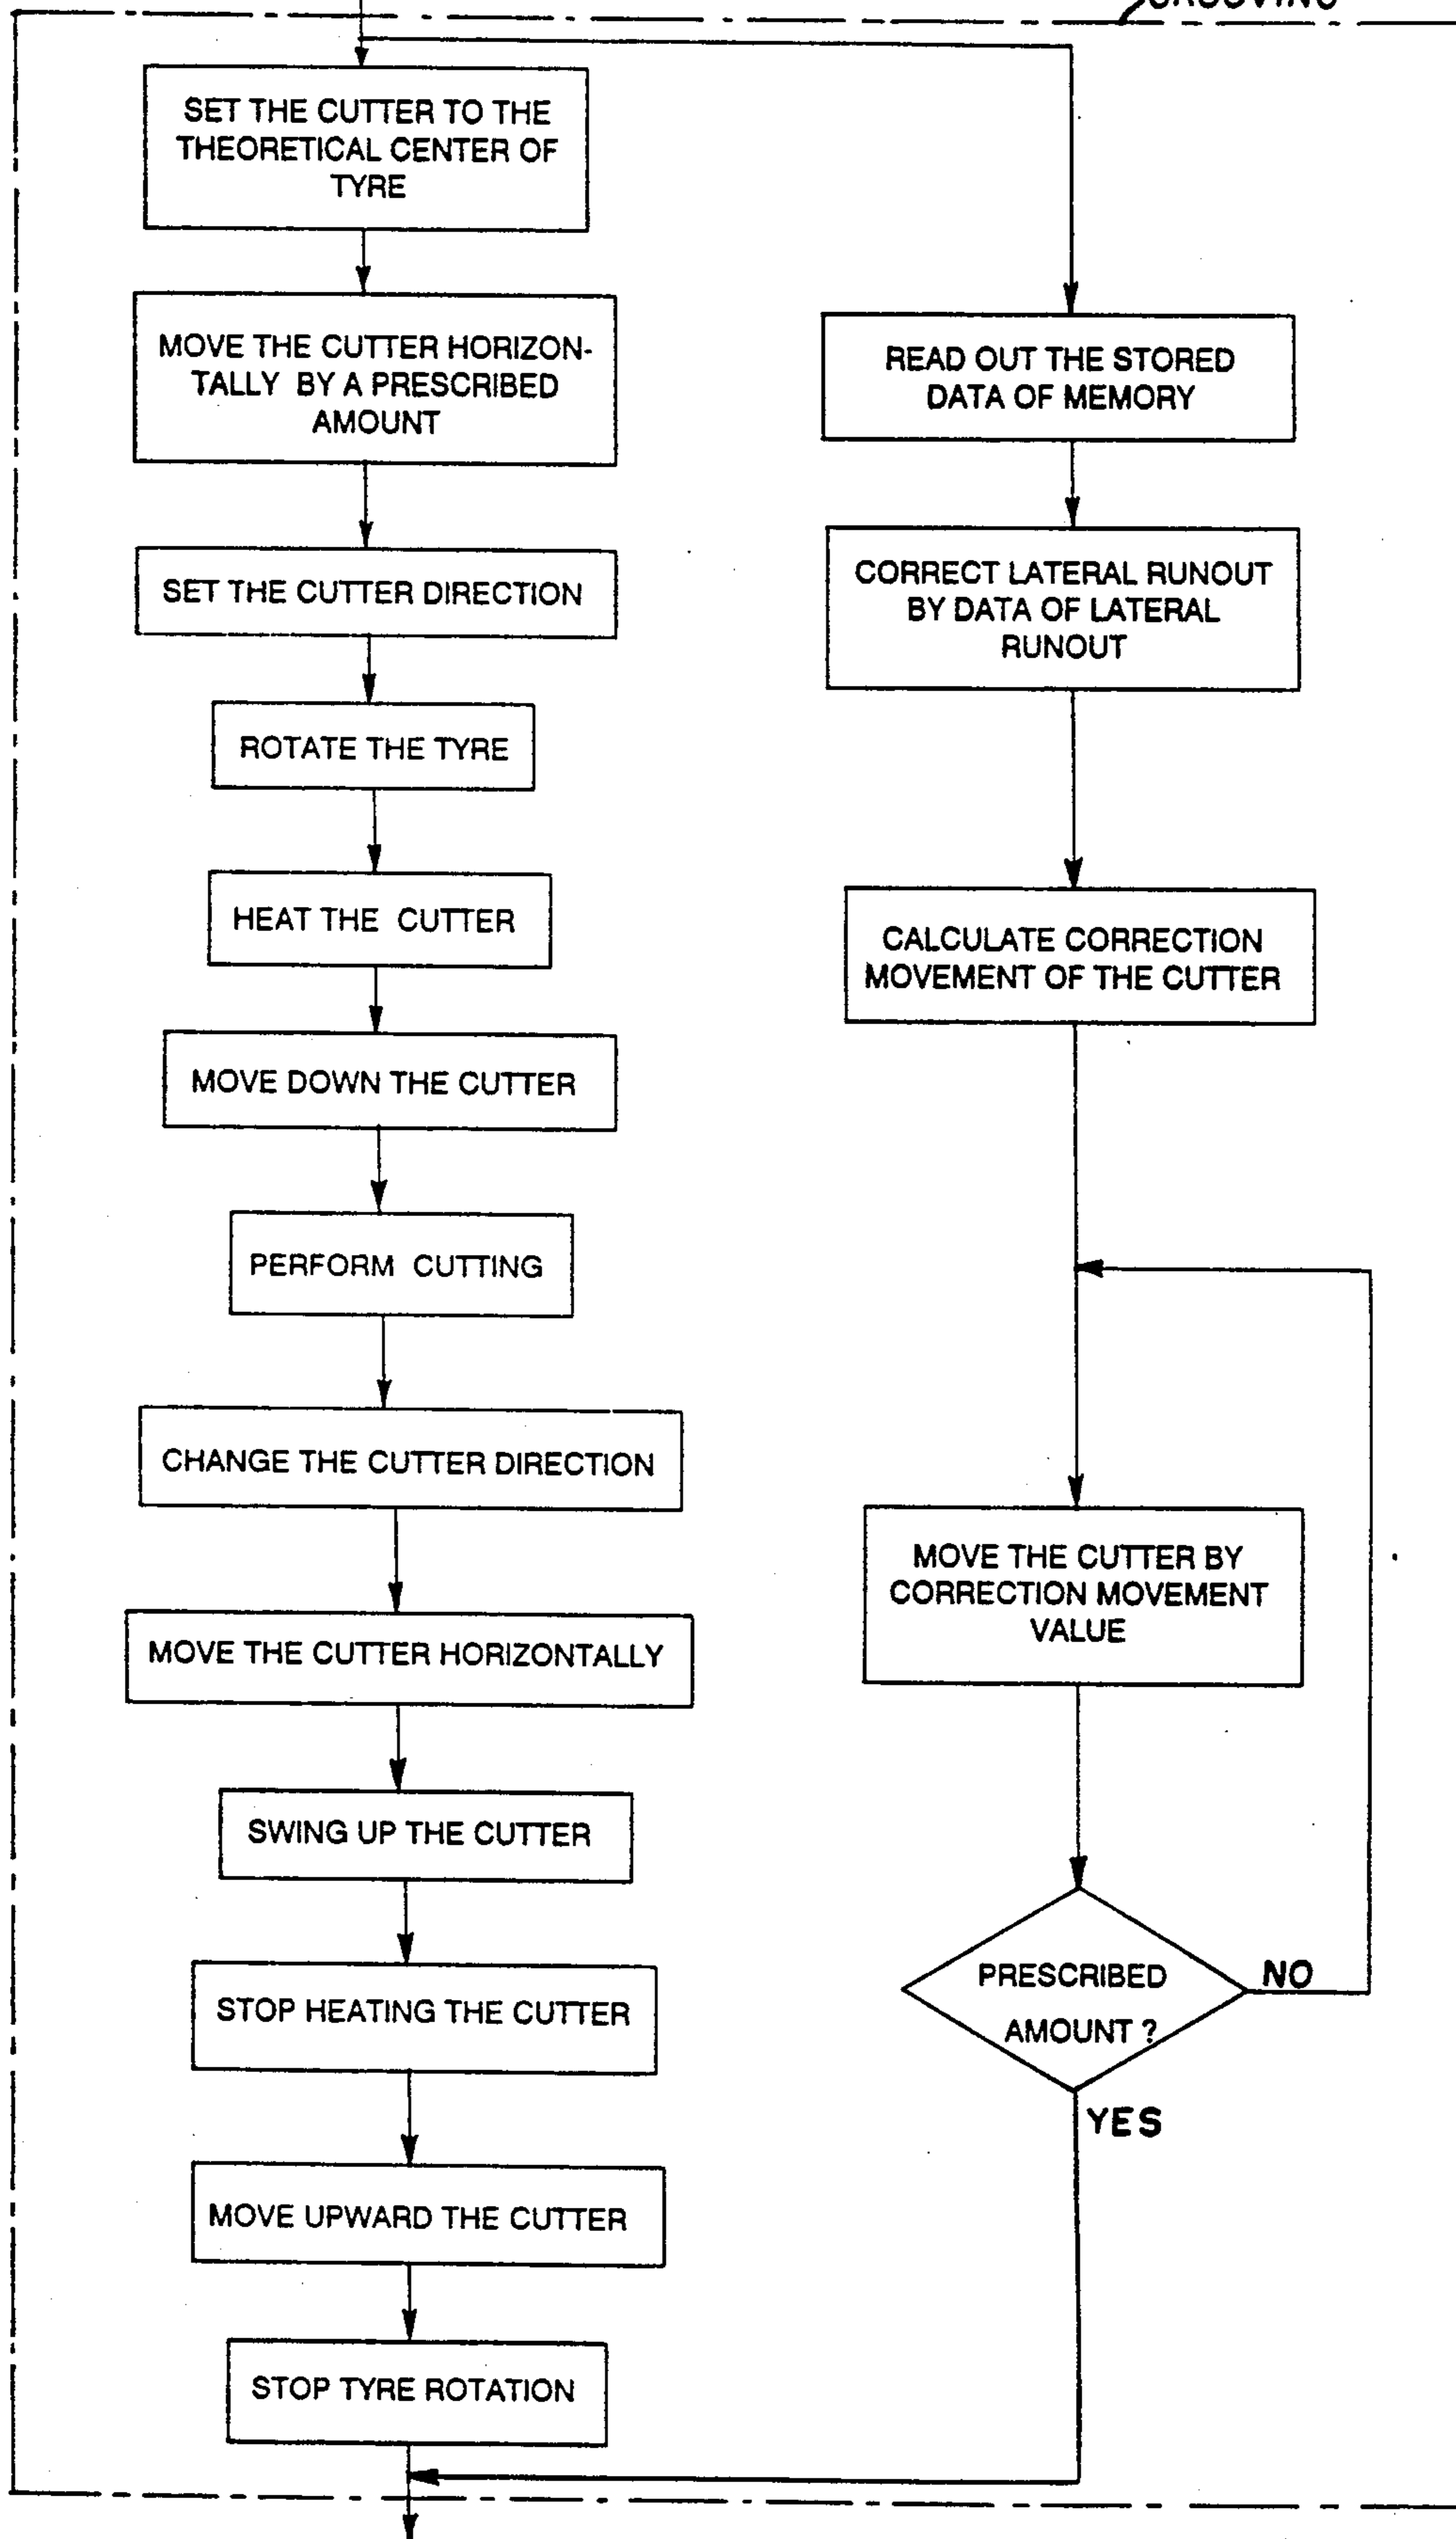 GROOVING
SET THE CUTTER TO THE
THEORETICAL CENTER OF
TYRE
MOVE THE CUTTER HORIZON-
TALLY BY A PRESCRIBED
AMOUNT
SET THE CUTTER DIRECTION
ROTATE THE TYRE
HEAT THE CUTTER
MOVE DOWN THE CUTTER
PERFORM CUTTING
CHANGE THE CUTTER DIRECTION
MOVE THE CUTTER HORIZONTALLY
SWING UP THE CUTTER
STOP HEATING THE CUTTER
MOVE UPWARD THE CUTTER
STOP TYRE ROTATION
READ OUT THE STORED
DATA OF MEMORY
CORRECT LATERAL RUNOUT
BY DATA OF LATERAL
RUNOUT
CALCULATE CORRECTION
MOVEMENT OF THE CUTTER
MOVE THE CUTTER BY
CORRECTION MOVEMENT
VALUE
PRESCRIBED
AMOUNT ?
NO
YES